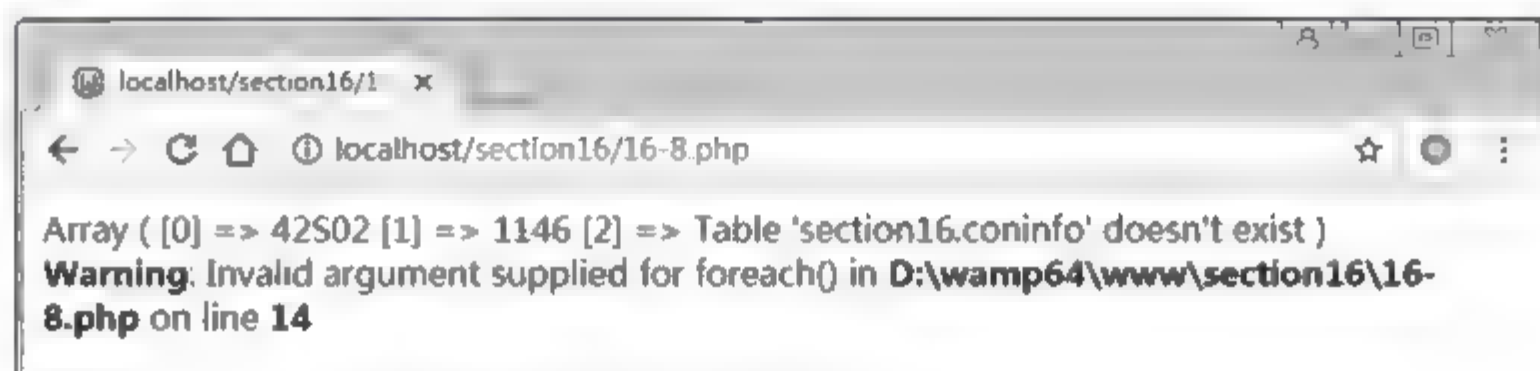 localhost/section16/1
localhost/section16/16-8.php
Array ( [0] => 42S02 [1] => 1146 [2] => Table 'section16.coninfo' doesn't exist )
Warning: Invalid argument supplied for foreach() in D:\wamp64\www\section16\16-
8.php on line 14